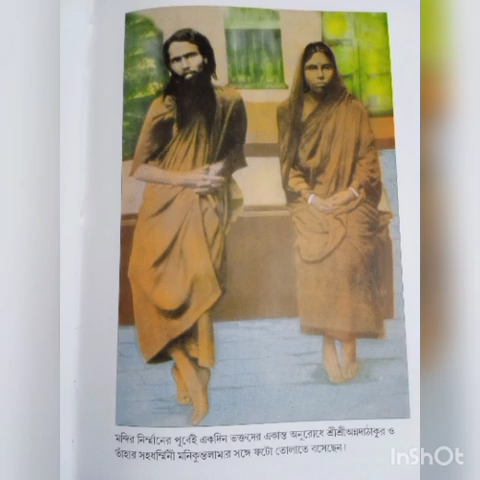 মন্দির নির্ম্মানের পূর্বেই একদিন ভক্তদের একান্ত অনুরোধে শ্রীশ্রীঅন্নদাঠাকুর ও
তাঁহার সহধর্ম্মিনী মনিকুন্তলামার সঙ্গে ফটো তোলাতে বসেছেন।
InShOt